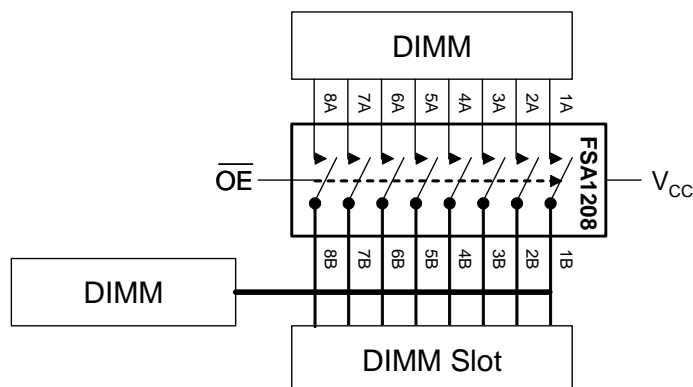 DIMM
8A 7A 6A 5A 4A 3A 2A 1A
FSA1208
OE
VCC
8B 7B 6B 5B 4B 3B 2B 1B
DIMM
DIMM Slot